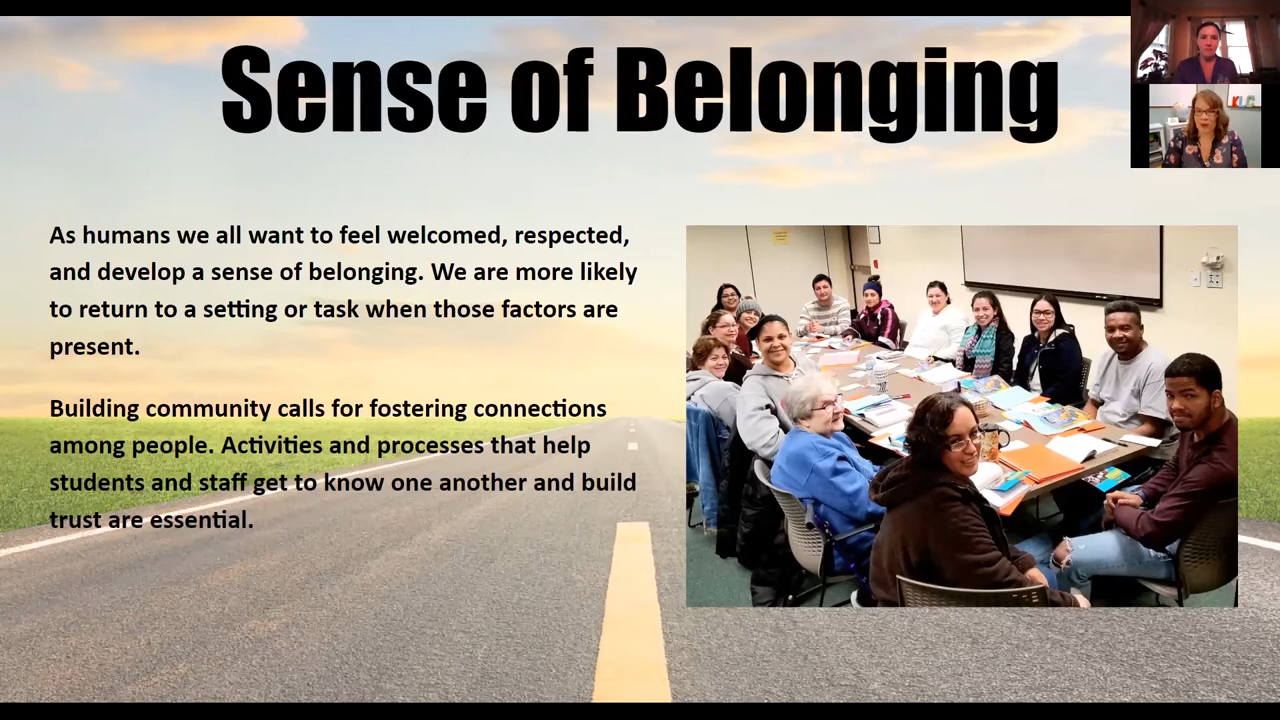 Sense of Belonging
KLC
As humans we all want to feel welcomed, respected,
and develop a sense of belonging. We are more likely
to return to a setting or task when those factors are
present.
Building community calls for fostering connections
among people. Activities and processes that help
students and staff get to know one another and build
trust are essential.